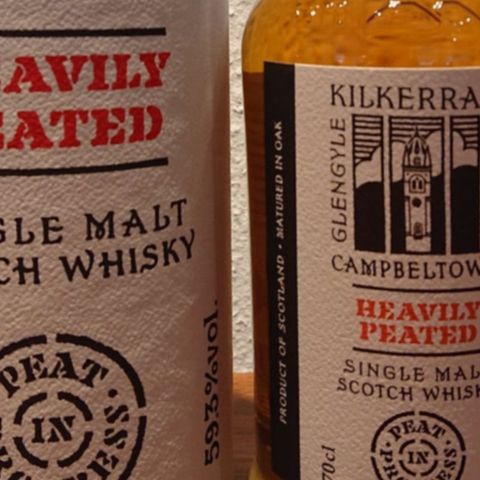 EAVILY
EATED
GLE MALT
CH WHISKY
PEAT
IN
59.3%vol.
PRODUCT OF SCOTLAND • MATURED IN OAK
KILKERRA
GLENGYLE
CAMPBELTOW
HEAVILY
PEATED
SINGLE MAL
SCOTCH WHISK
PEAT
IN
70cl